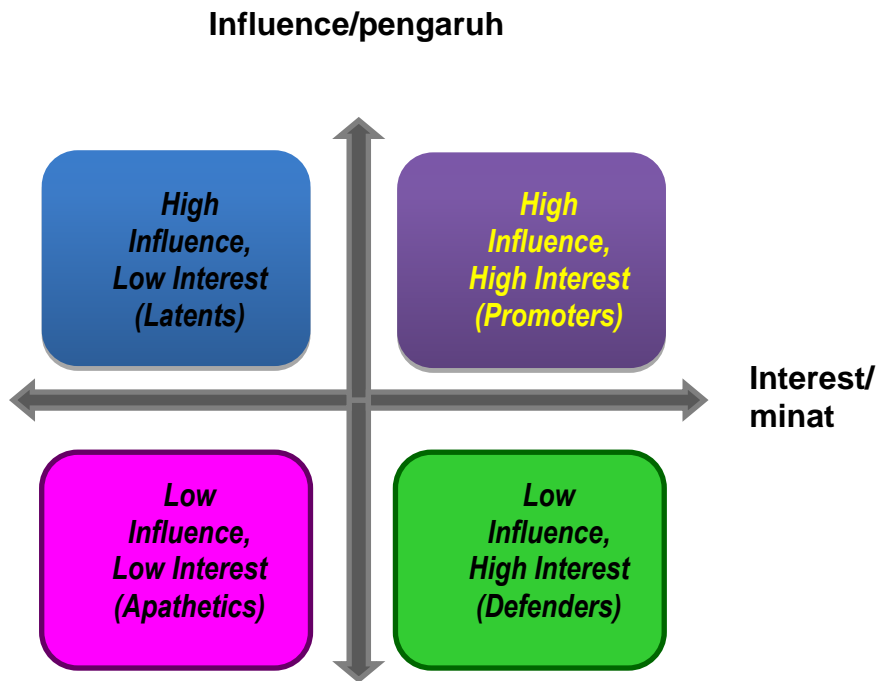 Influence/pengaruh
High
Influence,
Low Interest
(Latents)
High
Influence,
High Interest
(Promoters)
Interest/
minat
Low
Influence,
Low Interest
(Apathetics)
Low
Influence,
High Interest
(Defenders)